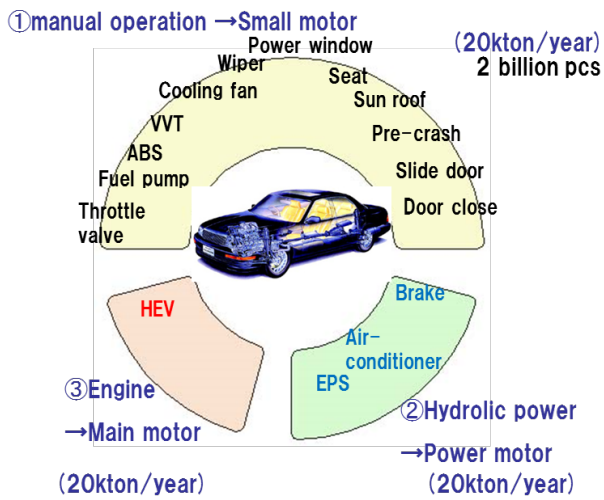 ①manual operation →Small motor
(20kton/year)
2 billion pcs
Power window
Wiper
Seat
Cooling fan
Sun roof
VVT
Pre-crash
ABS
Slide door
Fuel pump
Door close
Throttle
valve
HEV
Brake
Air-
conditioner
EPS
③Engine
→Main motor
(20kton/year)
②Hydrolic power
→Power motor
(20kton/year)